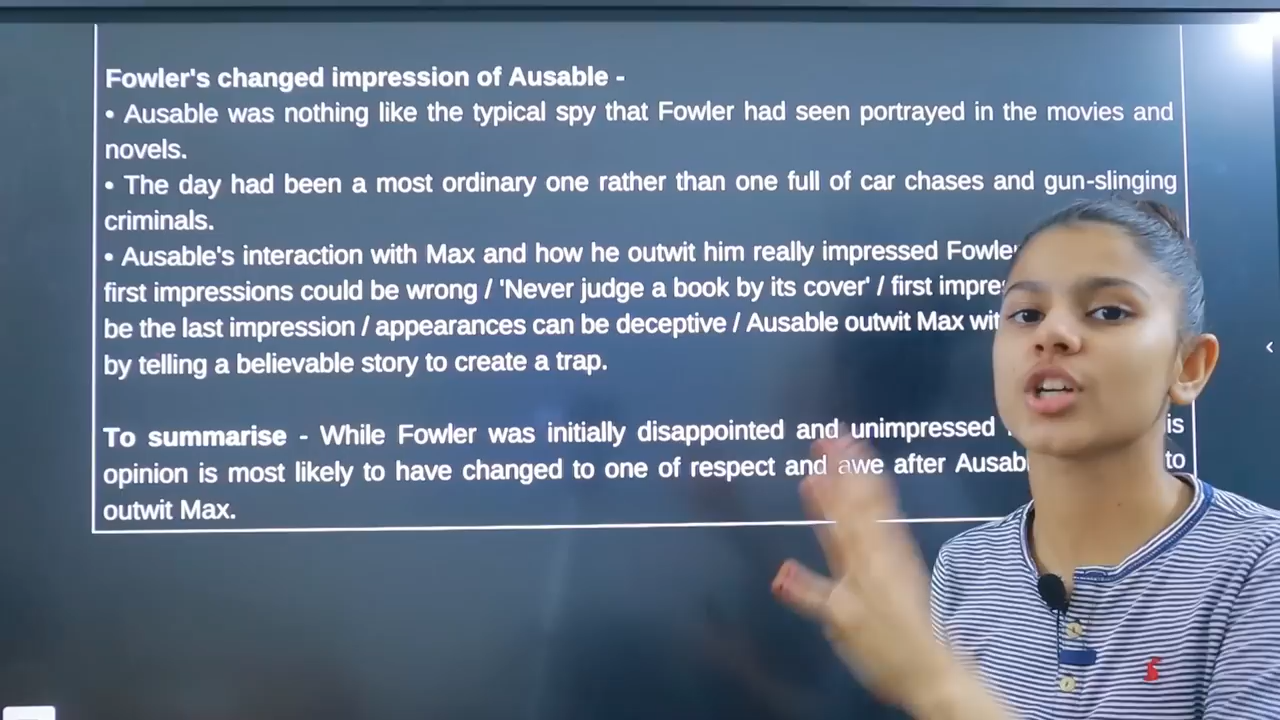 Fowler's changed impression of Ausable -
• Ausable was nothing like the typical spy that Fowler had seen portrayed in the movies and
novels.
• The day had been a most ordinary one rather than one full of car chases and gun-slinging
criminals.
• Ausable's interaction with Max and how he outwit him really impressed
first impressions could be wrong / 'Never judge a book by its cover' / first
be the last impression / appearances can be deceptive / Ausable outwit Max
by telling a believable story to create a trap.
To summarise - While Fowler was initially disappointed and unimpressed
opinion is most likely to have changed to one of respect and awe after to
outwit Max.